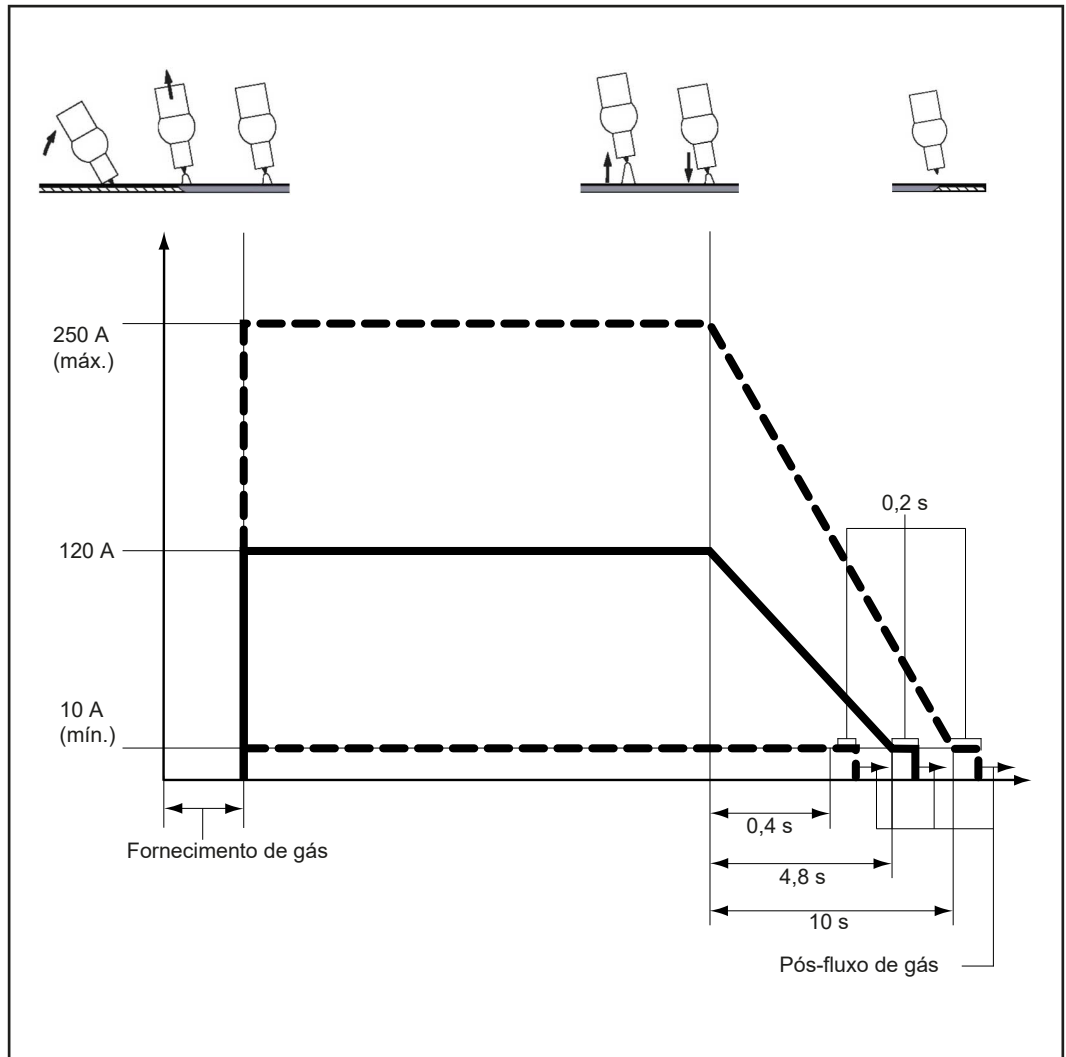 250 A
(máx.)
0,2 s
120 A
10 A
(mín.)
0,4 s
Fornecimento de gás
4,8 s
10 s
Pós-fluxo de gás